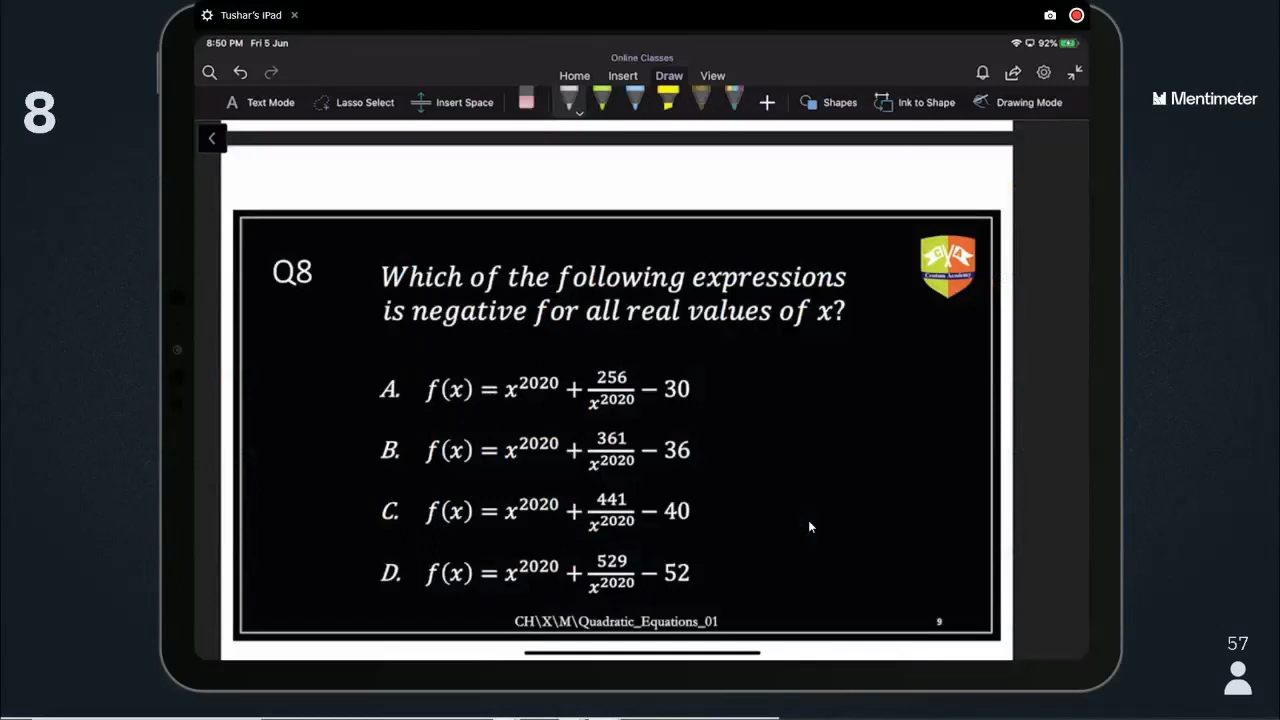 Tushar's iPad ×
8:50 PM Fri 5 Jun
92%
Online Classes
Home Insert Draw View
Text Mode Lasso Select Insert Space Shapes Ink to Shape Drawing Mode
8
Mentimeter
Q8
Which of the following expressions
is negative for all real values of x?
Centum Academy
A. f(x) = x^2020 + 256/x^2020 − 30
B. f(x) = x^2020 + 361/x^2020 − 36
C. f(x) = x^2020 + 441/x^2020 − 40
D. f(x) = x^2020 + 529/x^2020 − 52
CH\X\M\Quadratic_Equations_01
9
57